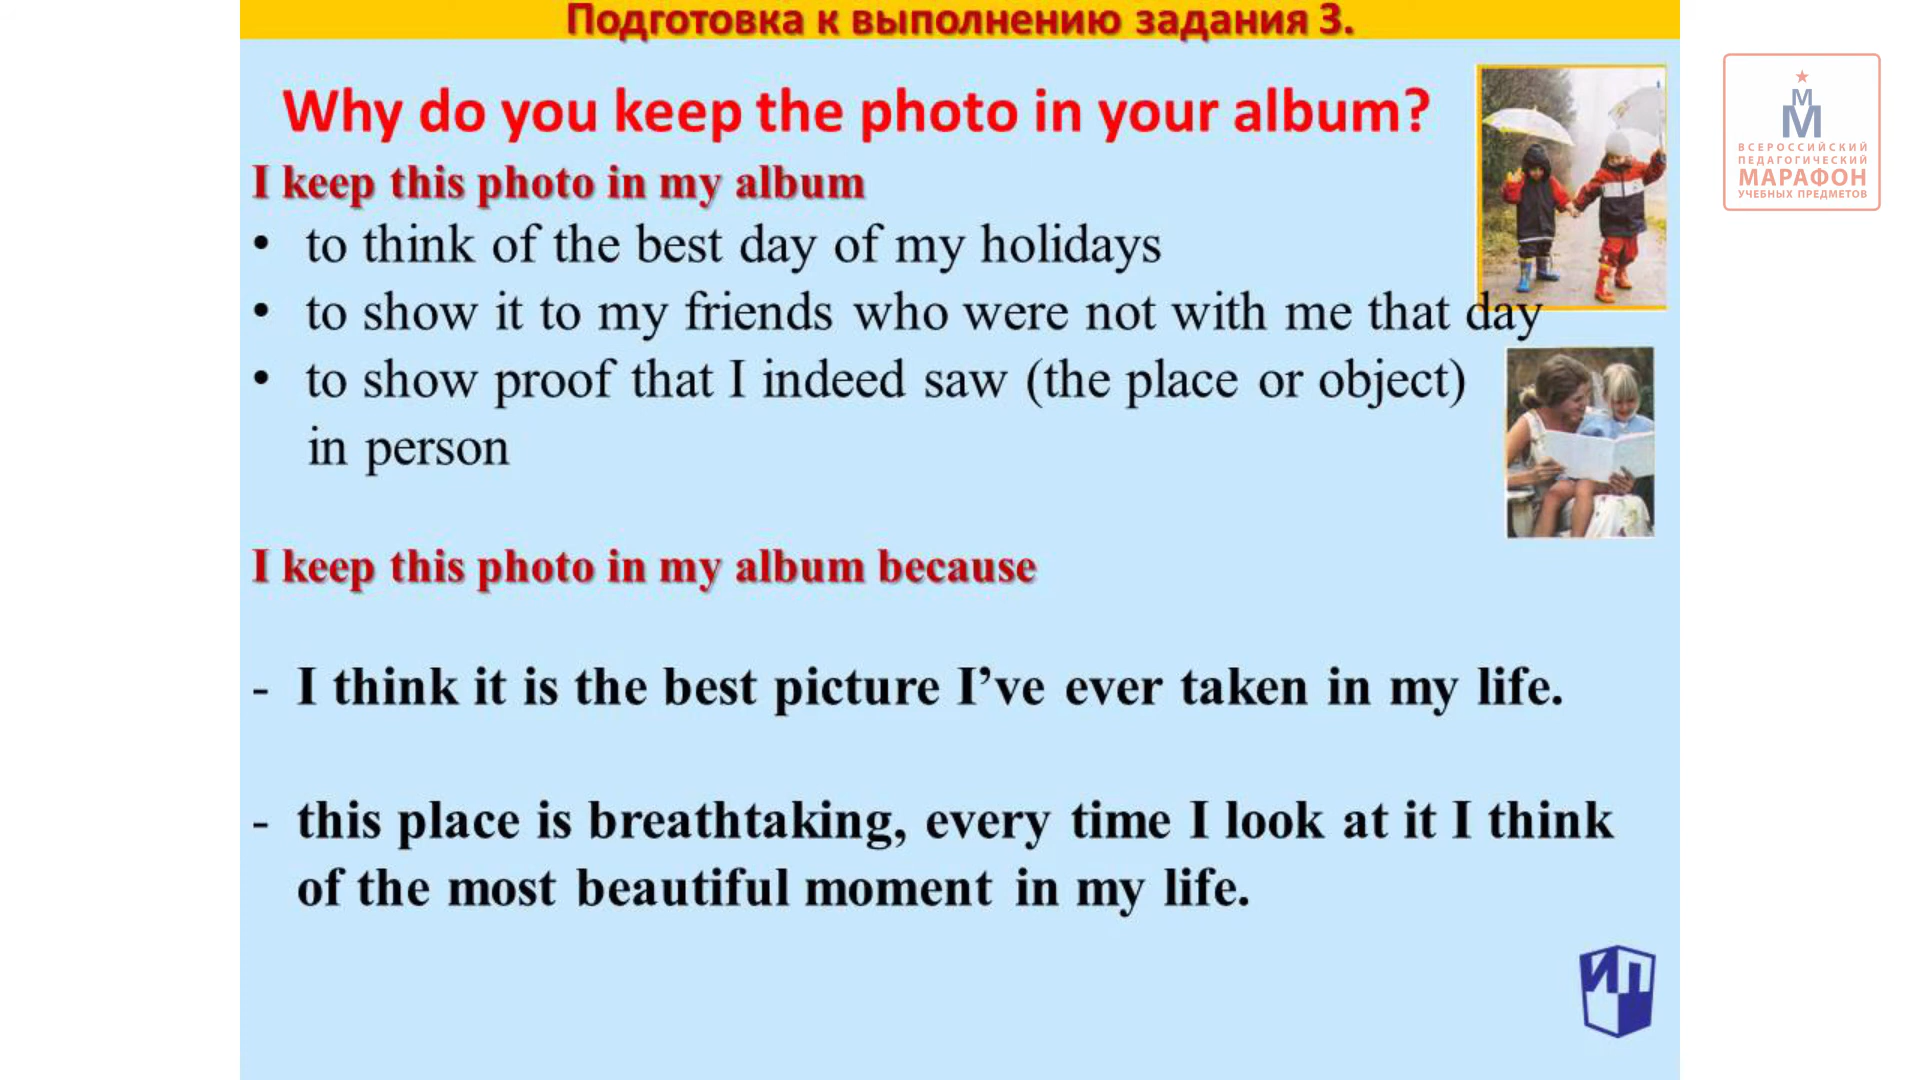 Подготовка к выполнению задания 3.
Why do you keep the photo in your album?
I keep this photo in my album
• to think of the best day of my holidays
• to show it to my friends who were not with me that day
• to show proof that I indeed saw (the place or object)
in person
I keep this photo in my album because
- I think it is the best picture I’ve ever taken in my life.
- this place is breathtaking, every time I look at it I think
of the most beautiful moment in my life.
М
М
ВСЕРОССИЙСКИЙ
ПЕДАГОГИЧЕСКИЙ
МАРАФОН
УЧЕБНЫХ ПРЕДМЕТОВ
ИП